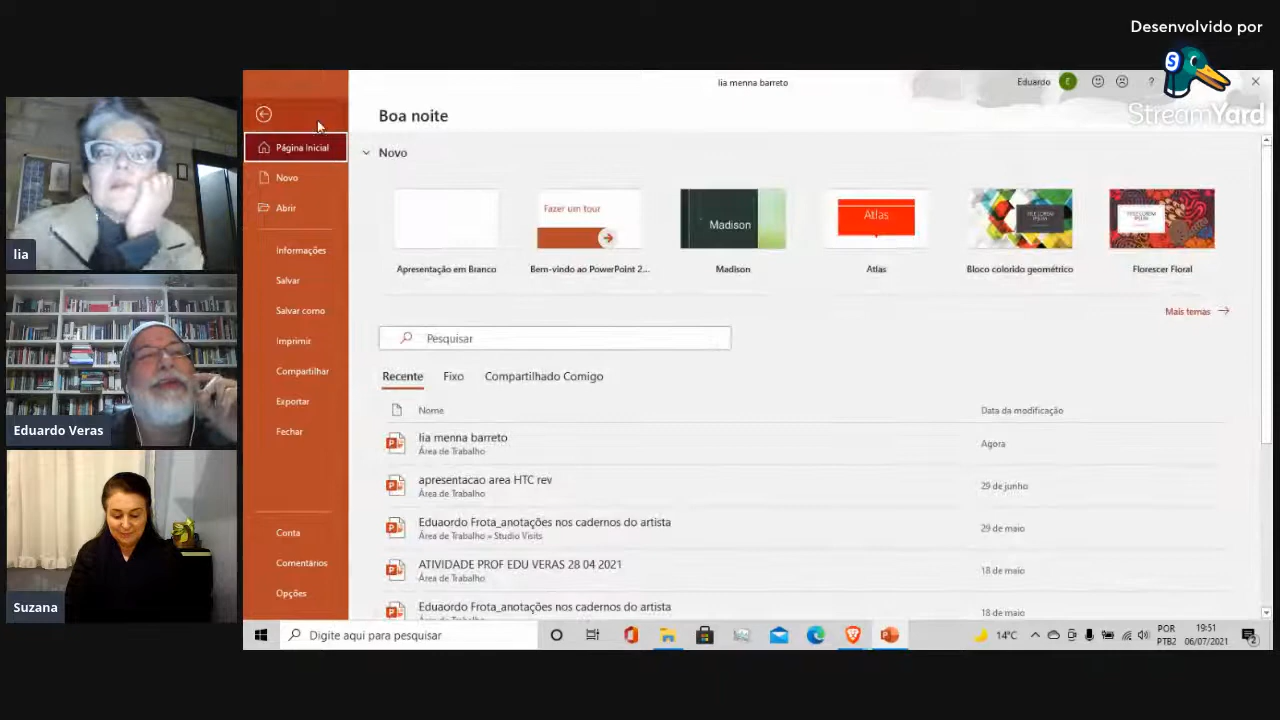 Desenvolvido por
StreamYard
lia
Eduardo Veras
Suzana
lia menna barreto
Eduardo
E
?
Página Inicial
Novo
Abrir
Informações
Salvar
Salvar como
Imprimir
Compartilhar
Exportar
Fechar
Conta
Comentários
Opções
Boa noite
Novo
Fazer um tour
Madison
Atlas
Apresentação em Branco
Bem-vindo ao PowerPoint 2...
Madison
Atlas
Bloco colorido geométrico
Florescer Floral
Mais temas
Pesquisar
Recente
Fixo
Compartilhado Comigo
Nome
Data da modificação
lia menna barreto
Área de Trabalho
Agora
apresentacao area HTC rev
Área de Trabalho
29 de junho
Eduaordo Frota_anotações nos cadernos do artista
Área de Trabalho » Studio Visits
29 de maio
ATIVIDADE PROF EDU VERAS 28 04 2021
Área de Trabalho
18 de maio
Eduaordo Frota_anotações nos cadernos do artista
18 de maio
Digite aqui para pesquisar
14°C
POR
PTB2
19:51
06/07/2021
2